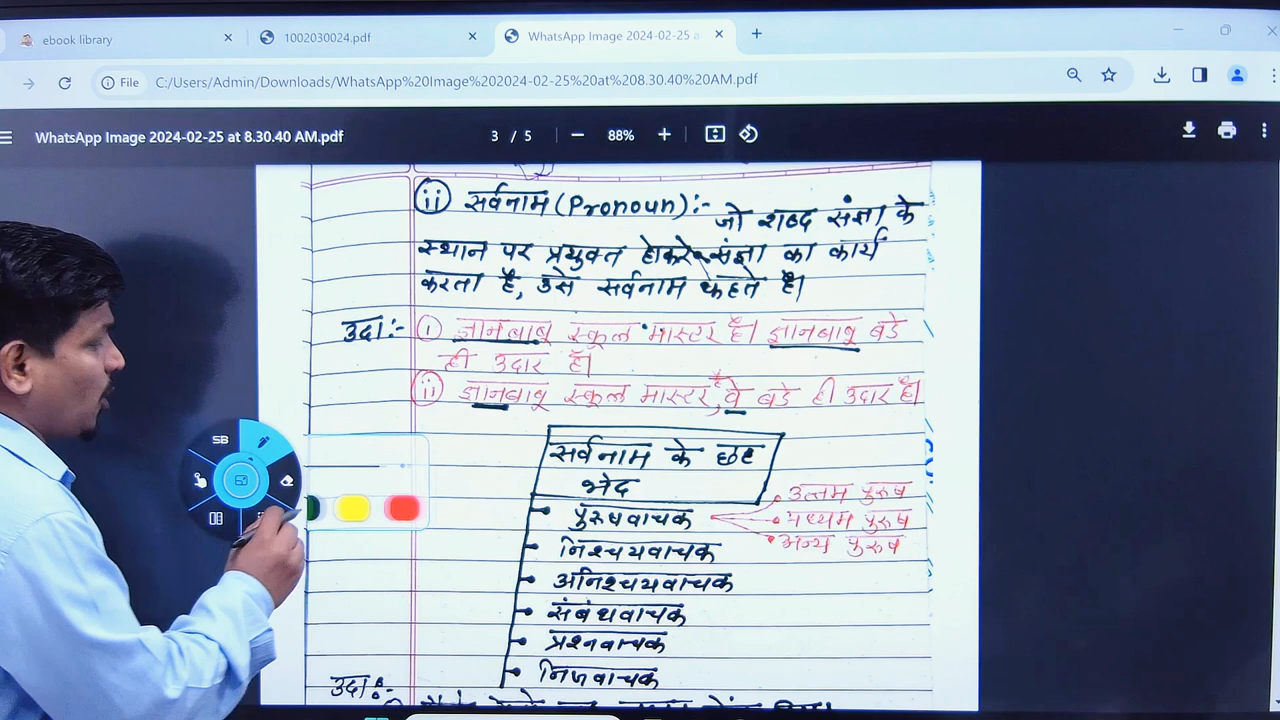 ebook library
1002030024.pdf
WhatsApp Image 2024-02-25 a
File
C:/Users/Admin/Downloads/WhatsApp%20Image%202024-02-25%20at%208.30.40%20AM.pdf
WhatsApp Image 2024-02-25 at 8.30.40 AM.pdf
3 / 5
88%
ii सर्वनाम (Pronoun) :- जो शब्द संज्ञा के
स्थान पर प्रयुक्त होकर संज्ञा का कार्य
करता है, उसे सर्वनाम कहते है।
उदा:- i ज्ञानबाबू स्कूल मास्टर है। ज्ञानबाबू बडे
ही उदार हैं।
ii ज्ञानबाबू स्कूल मास्टर है, वे बडे ही उदार है।
SB
सर्वनाम के छह
भेद
पुरुषवाचक
उत्तम पुरुष
मध्यम पुरुष
अन्य पुरुष
निश्चयवाचक
अनिश्चयवाचक
संबंधवाचक
प्रश्नवाचक
निजवाचक
उदा:-